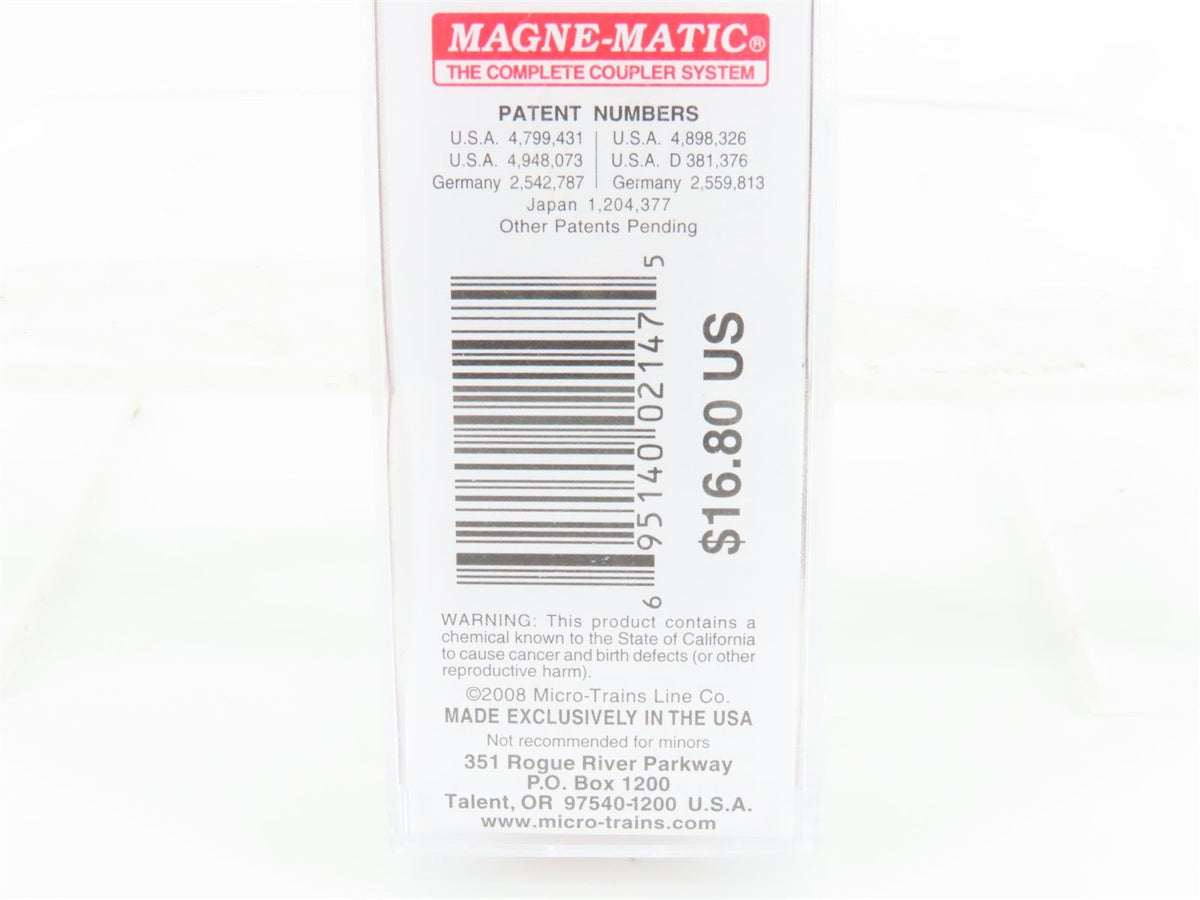 MAGNE-MATIC®
THE COMPLETE COUPLER SYSTEM
PATENT NUMBERS
U.S.A. 4,799,431 | U.S.A. 4,898,326
U.S.A. 4,948,073 | U.S.A. D 381,376
Germany 2,542,787 | Germany 2,559,813
Japan 1,204,377
Other Patents Pending
6 95140 02147 5
$16.80 US
WARNING: This product contains a
chemical known to the State of California
to cause cancer and birth defects (or other
reproductive harm).
©2008 Micro-Trains Line Co.
MADE EXCLUSIVELY IN THE USA
Not recommended for minors
351 Rogue River Parkway
P.O. Box 1200
Talent, OR 97540-1200 U.S.A.
www.micro-trains.com